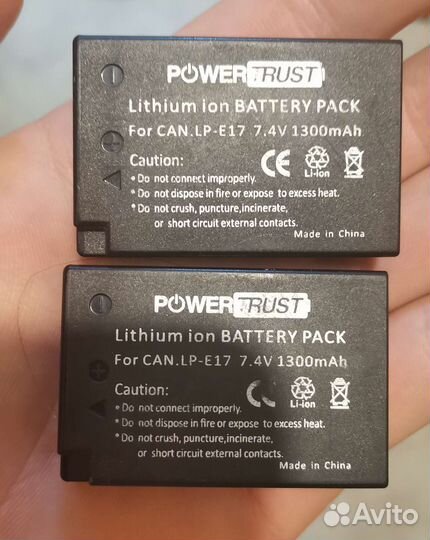 POWERTRUST
Lithium ion BATTERY PACK
For CAN.LP-E17 7.4V 1300mAh
Caution:
CE
Li-ion
•Do not connect improperly.
•Do not dispose in fire or expose to excess heat.
•Do not crush, puncture,incinerate,
or short circuit external contacts.
Made in China
POWERTRUST
Lithium ion BATTERY PACK
For CAN.LP-E17 7.4V 1300mAh
Caution:
CE
Li-ion
•Do not connect improperly.
•Do not dispose in fire or expose to excess heat.
•Do not crush, puncture,incinerate,
or short circuit external contacts.
Made in China
Avito